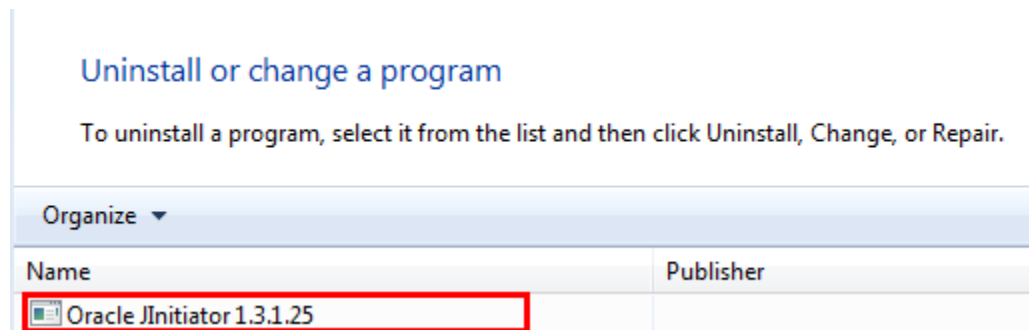 Uninstall or change a program
To uninstall a program, select it from the list and then click Uninstall, Change, or Repair.
Organize
Name Publisher
Oracle JInitiator 1.3.1.25